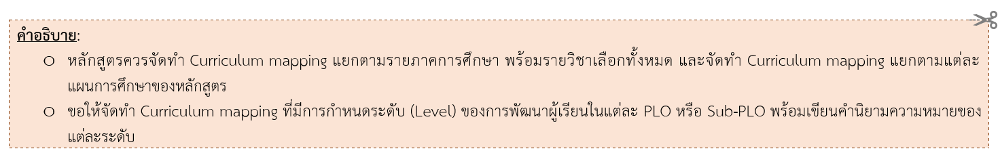 คำอธิบาย:
o หลักสูตรควรจัดทำ Curriculum mapping แยกตามรายภาคการศึกษา พร้อมรายวิชาเลือกทั้งหมด และจัดทำ Curriculum mapping แยกตามแต่ละ
แผนการศึกษาของหลักสูตร
o ขอให้จัดทำ Curriculum mapping ที่มีการกำหนดระดับ (Level) ของการพัฒนาผู้เรียนในแต่ละ PLO หรือ Sub-PLO พร้อมเขียนคำนิยามความหมายของ
แต่ละระดับ